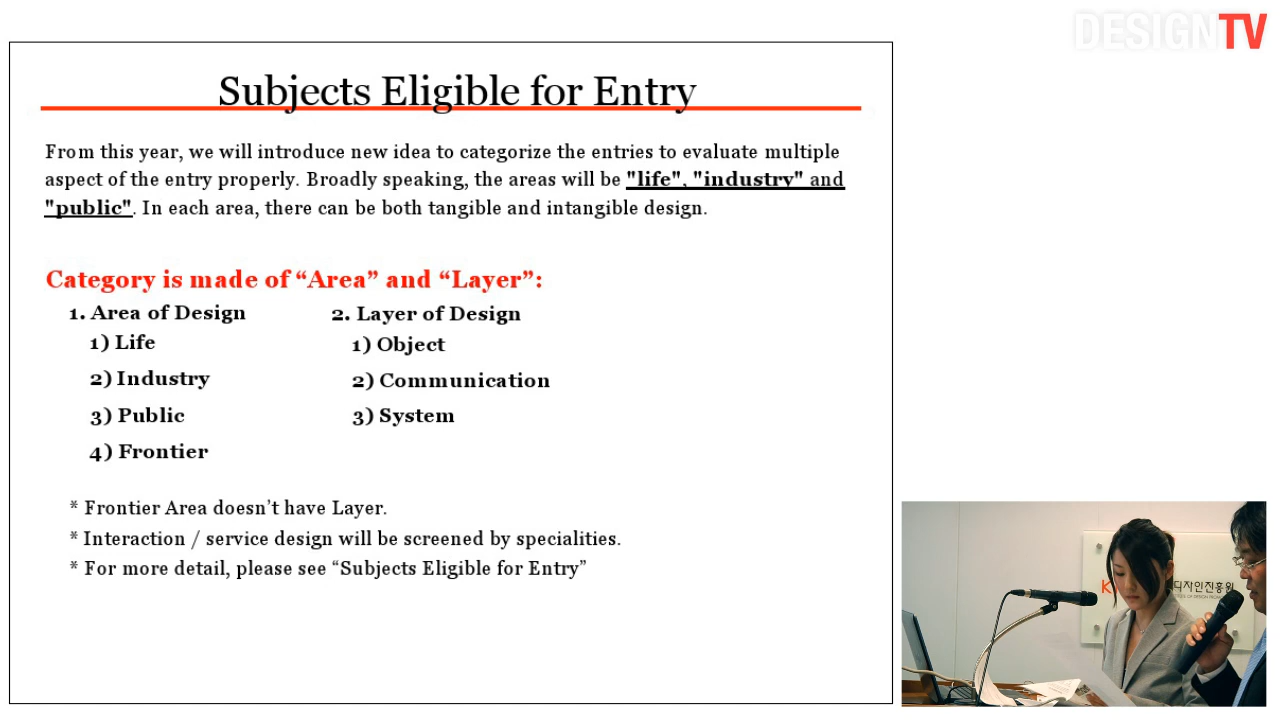 DESIGNTV
Subjects Eligible for Entry
From this year, we will introduce new idea to categorize the entries to evaluate multiple
aspect of the entry properly. Broadly speaking, the areas will be "life", "industry" and
"public". In each area, there can be both tangible and intangible design.
Category is made of “Area” and “Layer”:
1. Area of Design
1) Life
2) Industry
3) Public
4) Frontier
2. Layer of Design
1) Object
2) Communication
3) System
* Frontier Area doesn’t have Layer.
* Interaction / service design will be screened by specialities.
* For more detail, please see “Subjects Eligible for Entry”
K
디자인진흥원